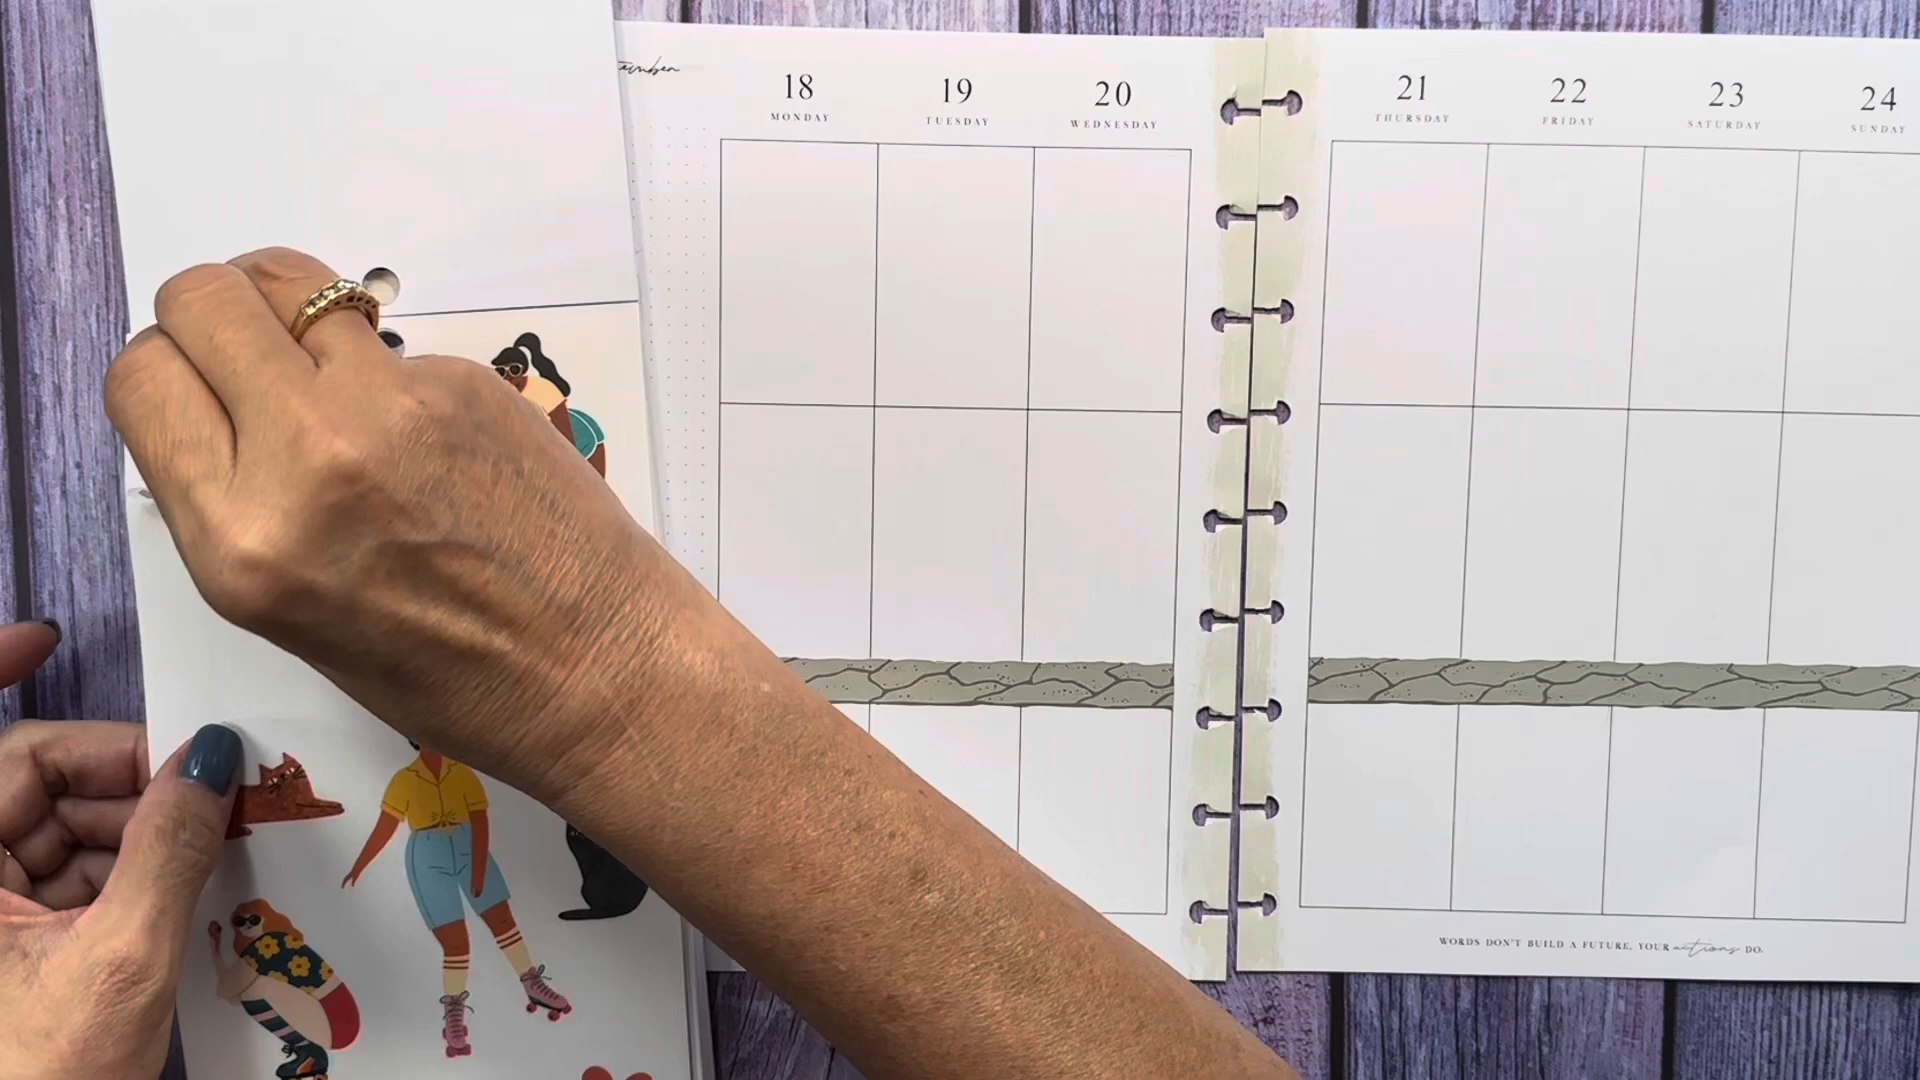 18 19 20 21 22 23 24
MONDAY TUESDAY WEDNESDAY THURSDAY FRIDAY SATURDAY SUNDAY
WORDS DON'T BUILD A FUTURE, YOUR actions DO.